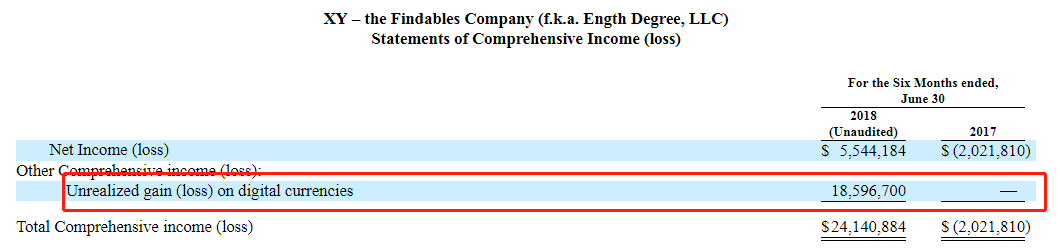 XY – the Findables Company (f.k.a. Ength Degree, LLC)
Statements of Comprehensive Income (loss)
For the Six Months ended,
June 30
2018
(Unaudited) 2017
Net Income (loss) $ 5,544,184 $ (2,021,810)
Other Comprehensive income (loss):
Unrealized gain (loss) on digital currencies 18,596,700 —
Total Comprehensive income (loss) $ 24,140,884 $ (2,021,810)